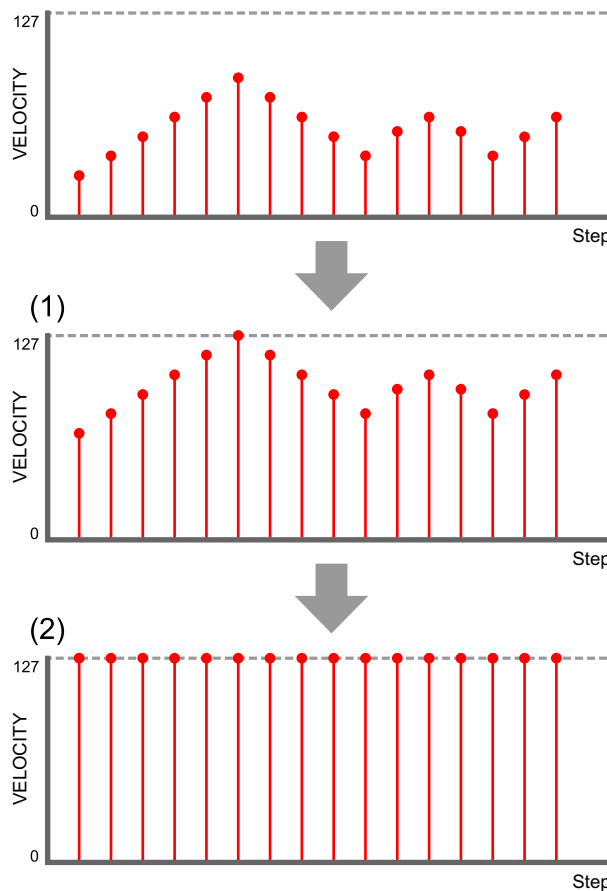 127
VELOCITY
0
Step
(1)
127
VELOCITY
0
Step
(2)
127
VELOCITY
0
Step